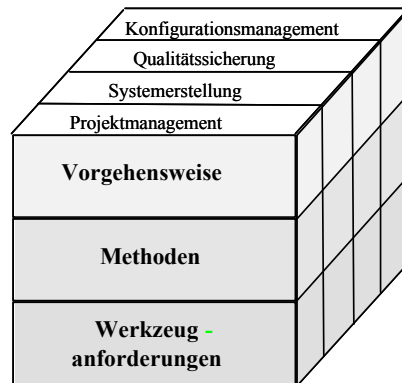 Konfigurationsmanagement
Qualitätssicherung
Systemerstellung
Projektmanagement
Vorgehensweise
Methoden
Werkzeug -
anforderungen